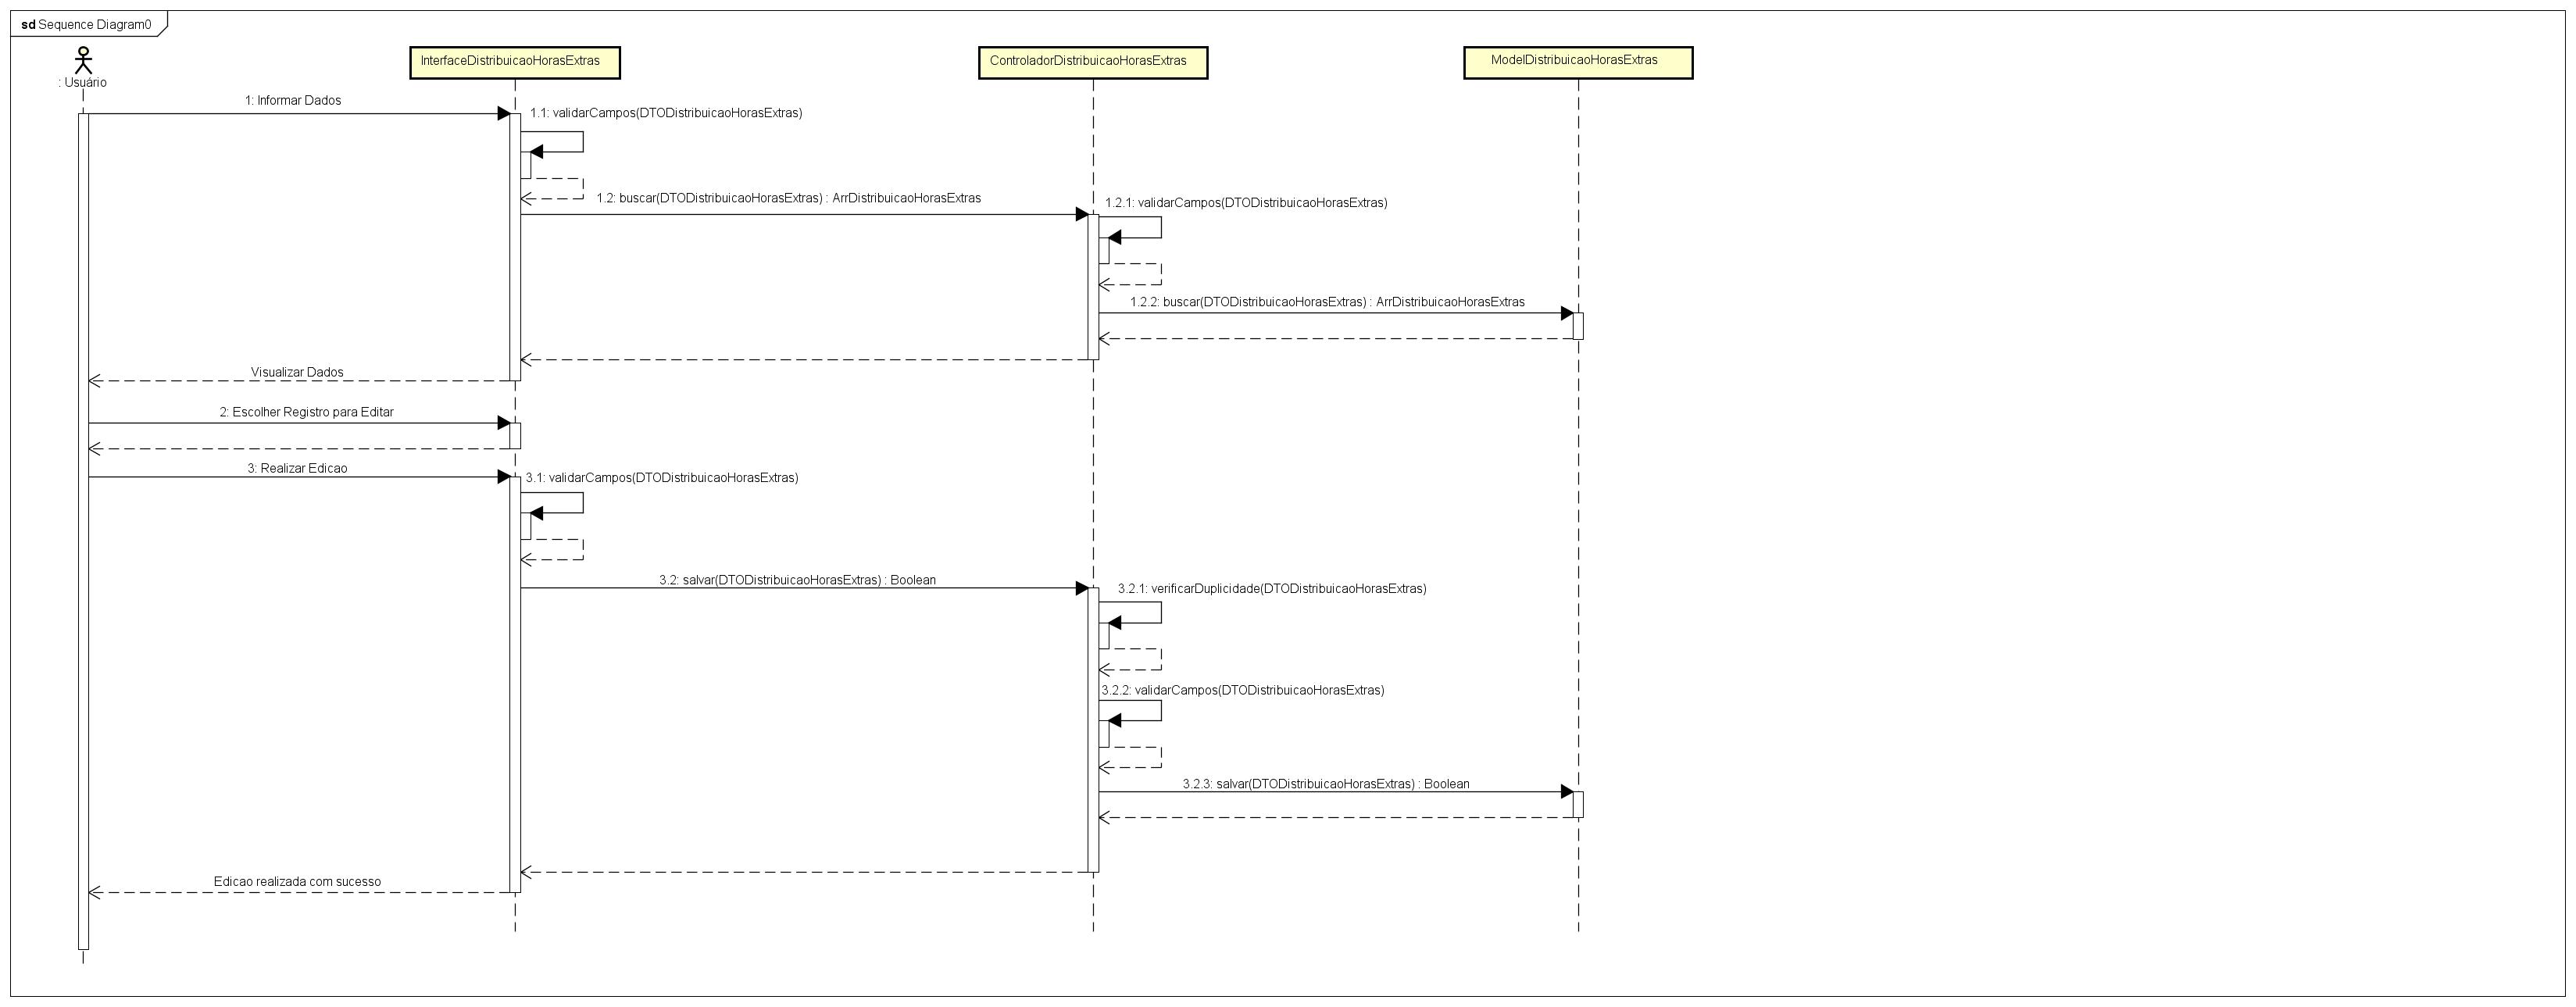 sd Sequence Diagram0
: Usuário
InterfaceDistribuicaoHorasExtras
ControladorDistribuicaoHorasExtras
ModelDistribuicaoHorasExtras
1: Informar Dados
1.1: validarCampos(DTODistribuicaoHorasExtras)
1.2: buscar(DTODistribuicaoHorasExtras) : ArrDistribuicaoHorasExtras
1.2.1: validarCampos(DTODistribuicaoHorasExtras)
1.2.2: buscar(DTODistribuicaoHorasExtras) : ArrDistribuicaoHorasExtras
Visualizar Dados
2: Escolher Registro para Editar
3: Realizar Edicao
3.1: validarCampos(DTODistribuicaoHorasExtras)
3.2: salvar(DTODistribuicaoHorasExtras) : Boolean
3.2.1: verificarDuplicidade(DTODistribuicaoHorasExtras)
3.2.2: validarCampos(DTODistribuicaoHorasExtras)
3.2.3: salvar(DTODistribuicaoHorasExtras) : Boolean
Edicao realizada com sucesso